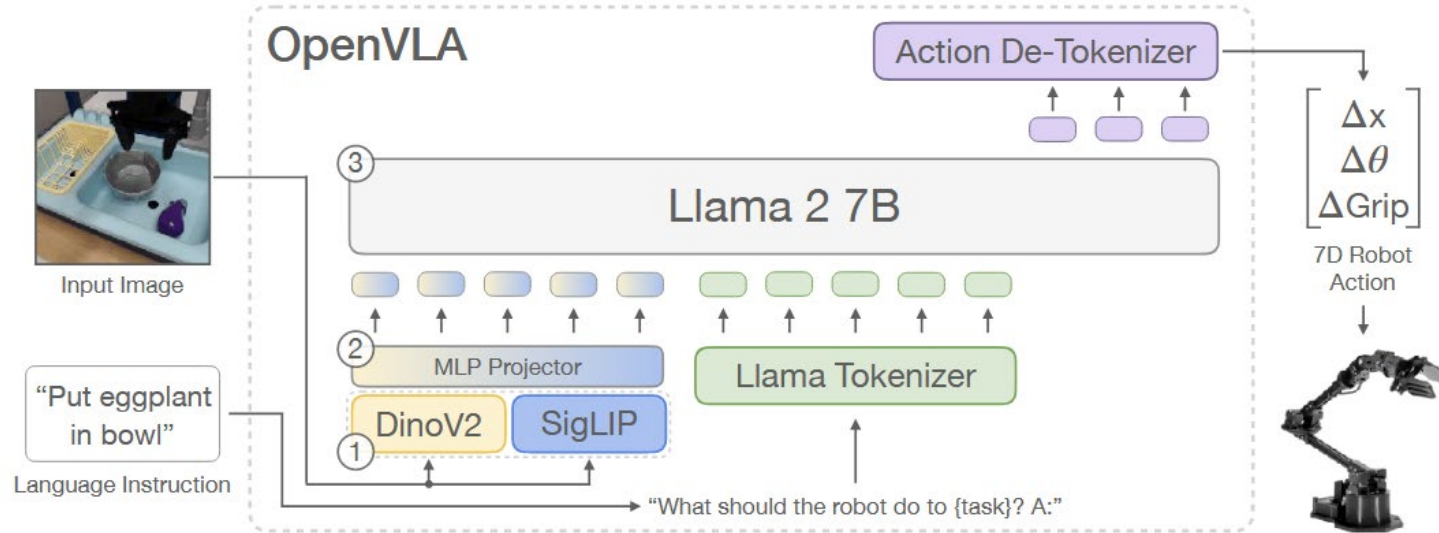 OpenVLA
Action De-Tokenizer
Δx
Δθ
ΔGrip
7D Robot
Action
Input Image
3
Llama 2 7B
2
MLP Projector
Llama Tokenizer
1
DinoV2
SigLIP
“Put eggplant
in bowl”
Language Instruction
“What should the robot do to {task}? A:”